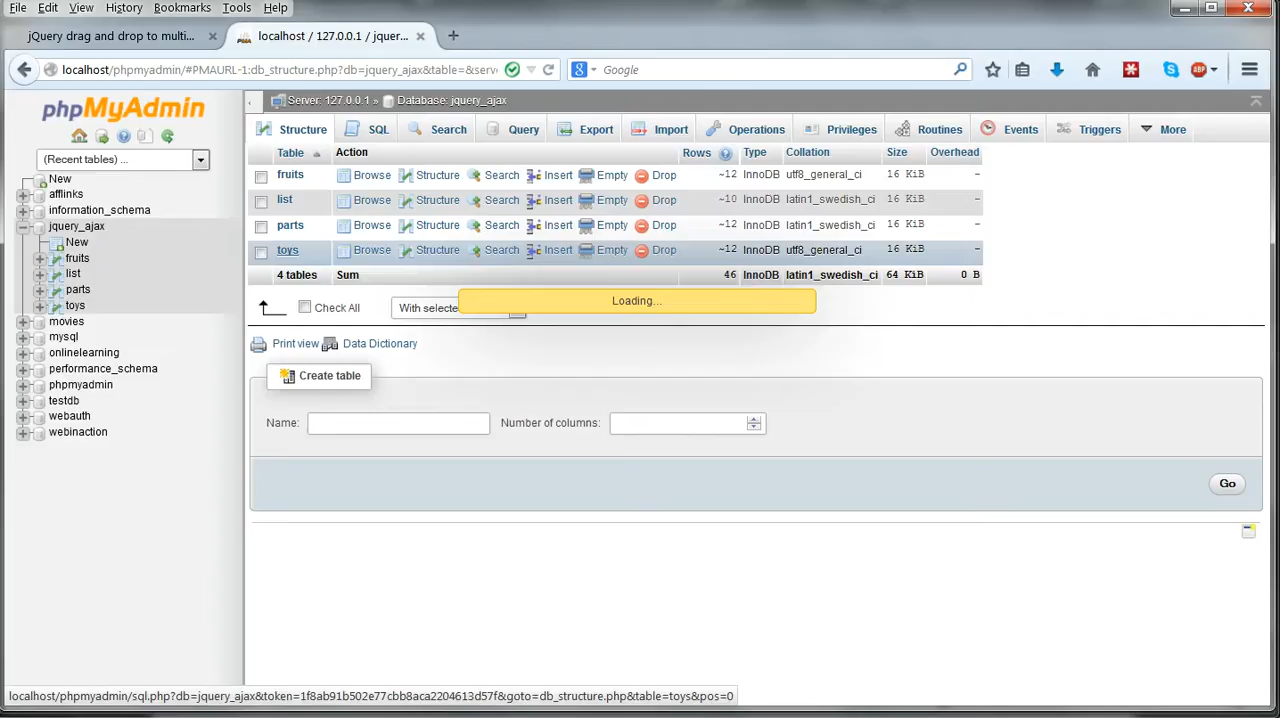 File Edit View History Bookmarks Tools Help
jQuery drag and drop to multi... × localhost / 127.0.0.1 / jquer... × +
localhost/phpmyadmin/#PMAURL-1:db_structure.php?db=jquery_ajax&table=&serve Google
phpMyAdmin
Server: 127.0.0.1 » Database: jquery_ajax
Structure SQL Search Query Export Import Operations Privileges Routines Events Triggers More
(Recent tables) ...
New
afflinks
information_schema
jquery_ajax
New
fruits
list
parts
toys
movies
mysql
onlinelearning
performance_schema
phpmyadmin
testdb
webauth
webinaction
Table Action Rows Type Collation Size Overhead
fruits Browse Structure Search Insert Empty Drop ~12 InnoDB utf8_general_ci 16 KiB -
list Browse Structure Search Insert Empty Drop ~10 InnoDB latin1_swedish_ci 16 KiB -
parts Browse Structure Search Insert Empty Drop ~12 InnoDB latin1_swedish_ci 16 KiB -
toys Browse Structure Search Insert Empty Drop ~12 InnoDB utf8_general_ci 16 KiB -
4 tables Sum 46 InnoDB latin1_swedish_ci 64 KiB 0 B
Loading...
Check All With selecte
Print view Data Dictionary
Create table
Name: Number of columns:
Go
localhost/phpmyadmin/sql.php?db=jquery_ajax&token=1f8ab91b502e77cbb8aca2204613d57f&goto=db_structure.php&table=toys&pos=0